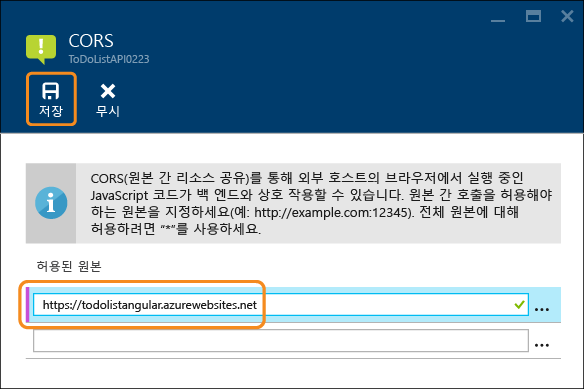 CORS
ToDoListAPI0223
저장
무시
CORS(원본 간 리소스 공유)를 통해 외부 호스트의 브라우저에서 실행 중인
JavaScript 코드가 백 엔드와 상호 작용할 수 있습니다. 원본 간 호출을 허용해야
하는 원본을 지정하세요(예: http://example.com:12345). 전체 원본에 대해
허용하려면 "*"를 사용하세요.
허용된 원본
https://todolistangular.azurewebsites.net